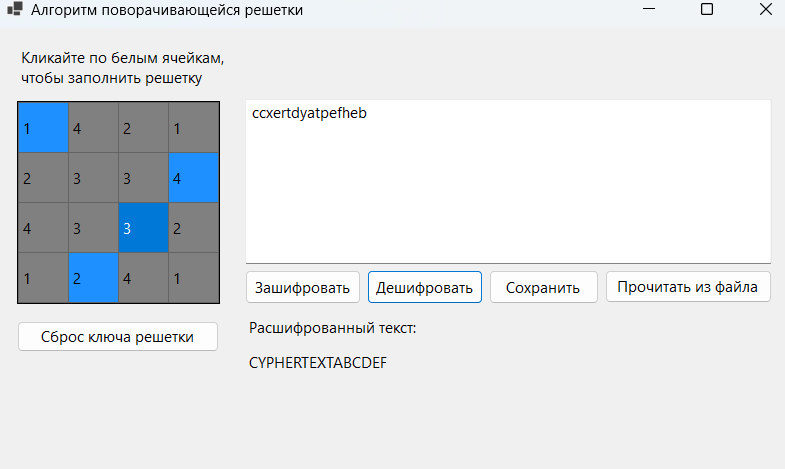 Алгоритм поворачивающейся решетки
Кликайте по белым ячейкам,
чтобы заполнить решетку
1 4 2 1
2 3 3 4
4 3 3 2
1 2 4 1
Сброс ключа решетки
ccxertdyatpefheb
Зашифровать Дешифровать Сохранить Прочитать из файла
Расшифрованный текст:
CYPHERTEXTABCDEF